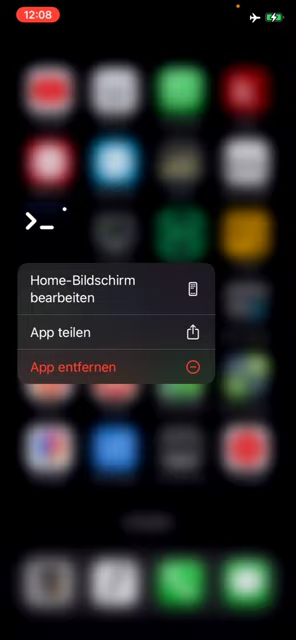 12:08
>_
Home-Bildschirm
bearbeiten
App teilen
App entfernen